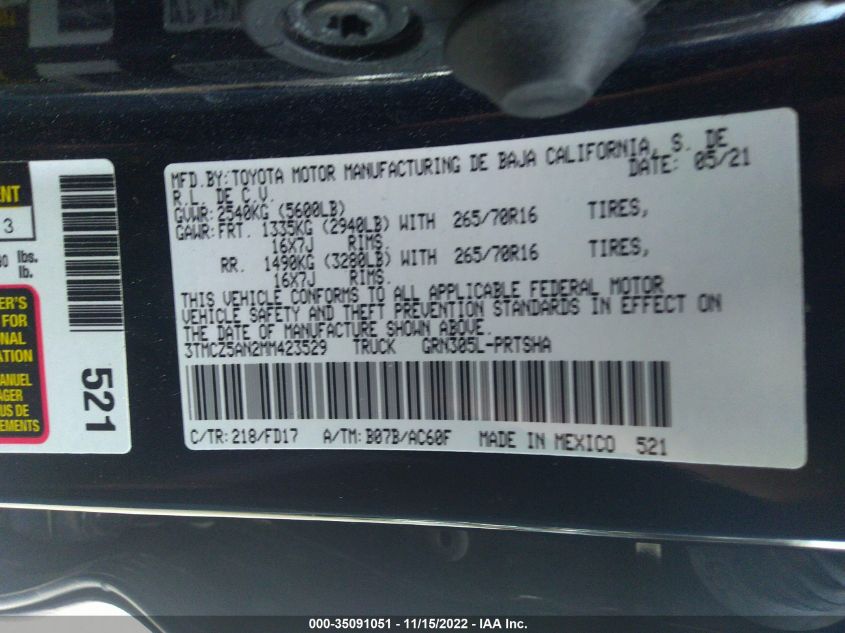 MFD.BY:TOYOTA MOTOR MANUFACTURING DE BAJA CALIFORNIA, S. DE
R.L. DE C.V. DATE: 05/21
GVWR: 2540KG (5600LB)
GAWR:FRT. 1335KG (2940LB) WITH 265/70R16 TIRES,
16X7J RIMS.
RR. 1490KG (3280LB) WITH 265/70R16 TIRES,
16X7J RIMS.
THIS VEHICLE CONFORMS TO ALL APPLICABLE FEDERAL MOTOR
VEHICLE SAFETY AND THEFT PREVENTION STANDARDS IN EFFECT ON
THE DATE OF MANUFACTURE SHOWN ABOVE.
3TMCZ5AN2MM423529 TRUCK GRN305L-PRTSHA
C/TR:218/FD17 A/TM:B07B/AC60F MADE IN MEXICO 521
3
lbs.
lb.
521
FOR
000-35091051 - 11/15/2022 - IAA Inc.